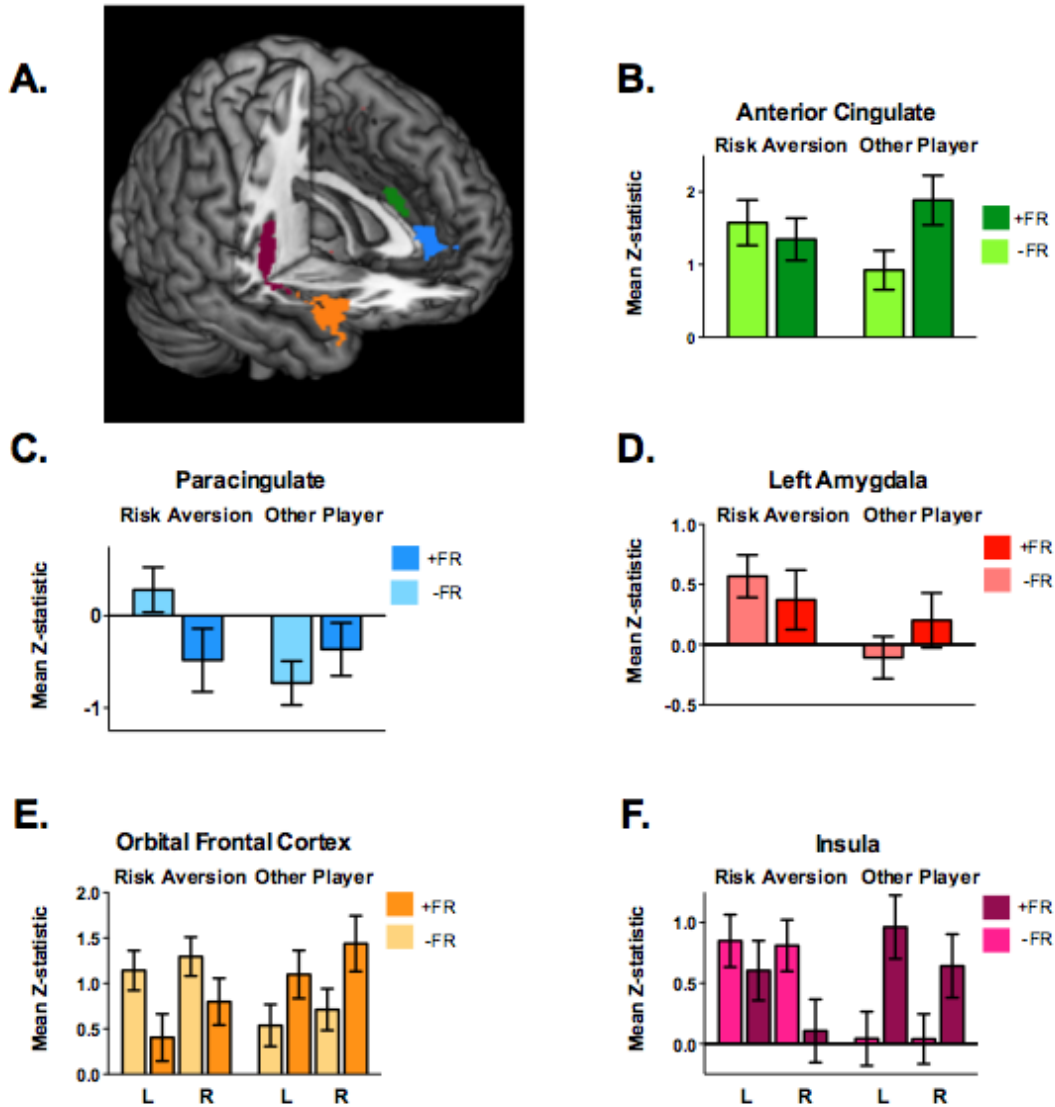 A.
B.
Anterior Cingulate
Risk Aversion Other Player
Mean Z-statistic
2
1
0
+FR
-FR
C.
Paracingulate
Risk Aversion Other Player
Mean Z-statistic
0
-1
+FR
-FR
D.
Left Amygdala
Risk Aversion Other Player
Mean Z-statistic
1.0
0.5
0.0
-0.5
+FR
-FR
E.
Orbital Frontal Cortex
Risk Aversion Other Player
Mean Z-statistic
2.0
1.5
1.0
0.5
0.0
L R L R
+FR
-FR
F.
Insula
Risk Aversion Other Player
Mean Z-statistic
1.0
0.5
0.0
L R L R
+FR
-FR